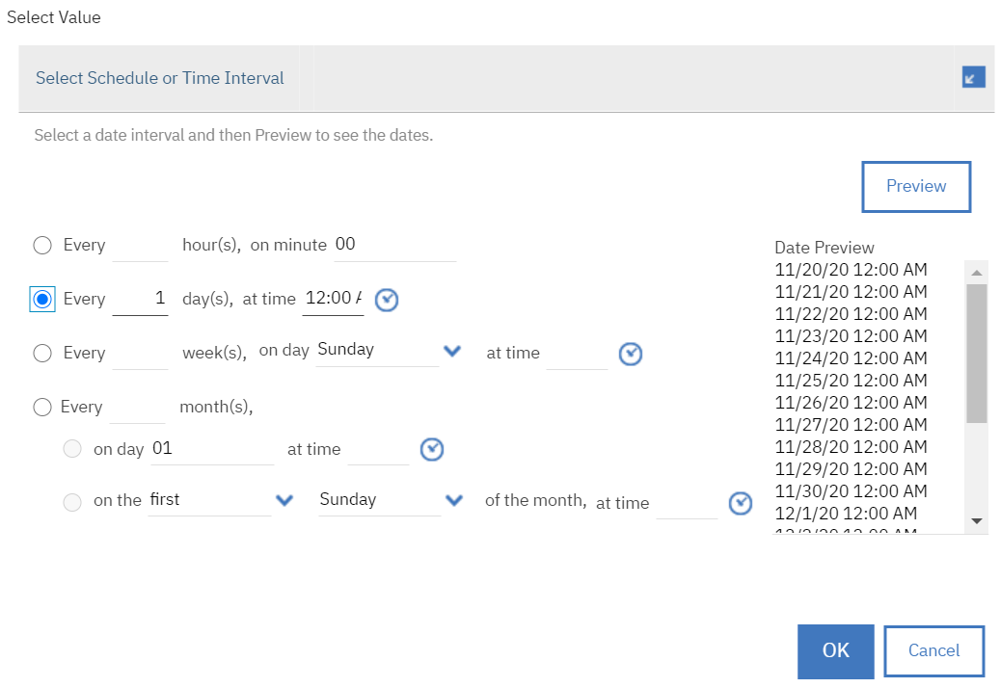 Select Value
Select Schedule or Time Interval
Select a date interval and then Preview to see the dates.
Preview
Every hour(s), on minute 00
Every 1 day(s), at time 12:00 A
Every week(s), on day Sunday at time
Every month(s),
on day 01 at time
on the first Sunday of the month, at time
Date Preview
11/20/20 12:00 AM
11/21/20 12:00 AM
11/22/20 12:00 AM
11/23/20 12:00 AM
11/24/20 12:00 AM
11/25/20 12:00 AM
11/26/20 12:00 AM
11/27/20 12:00 AM
11/28/20 12:00 AM
11/29/20 12:00 AM
11/30/20 12:00 AM
12/1/20 12:00 AM
12/2/20 12:00 AM
OK Cancel